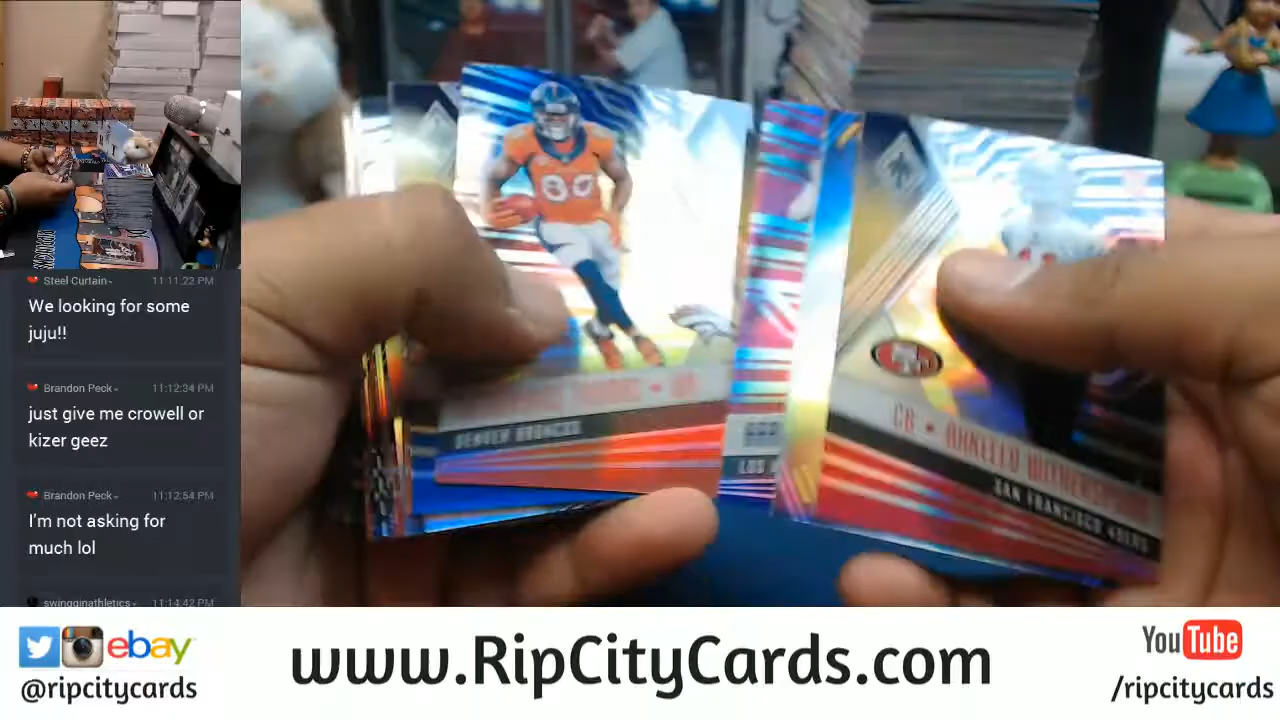 Steel Curtain
11:11:22 PM
We looking for some
juju!!
Brandon Peck
11:12:34 PM
just give me crowell or
kizer geez
Brandon Peck
11:12:54 PM
I'm not asking for
much lol
swingginathletics
11:14:42 PM
80
DENVER BRONCOS
LOS
CB • AHKELLO WITHERSPOON
SAN FRANCISCO 49ERS
ebay
@ripcitycards
www.RipCityCards.com
YouTube
/ripcitycards